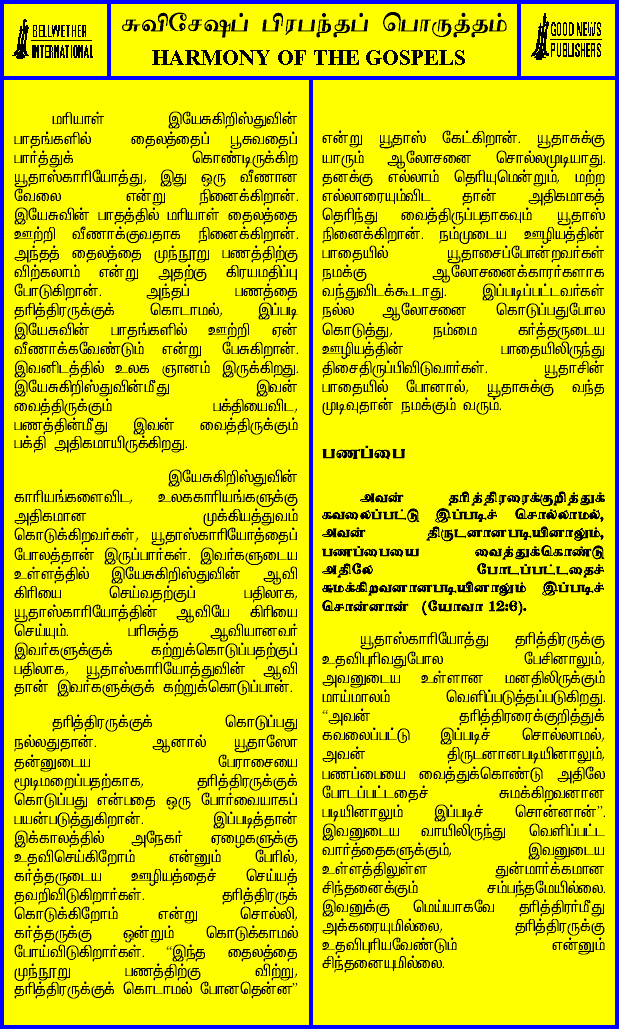 BELLWETHER
INTERNATIONAL
சுவிசேஷப் பிரபந்தப் பொருத்தம்
HARMONY OF THE GOSPELS
GOOD NEWS
PUBLISHERS
மரியாள் இயேசுகிறிஸ்துவின்
பாதங்களில் தைலத்தைப் பூசுவதைப்
பார்த்துக் கொண்டிருக்கிற
யூதாஸ்காரியோத்து, இது ஒரு வீணான
வேலை என்று நினைக்கிறான்.
இயேசுவின் பாதத்தில் மரியாள் தைலத்தை
ஊற்றி வீணாக்குவதாக நினைக்கிறான்.
அந்தத் தைலத்தை முந்நூறு பணத்திற்கு
விற்கலாம் என்று அதற்கு கிரயமதிப்பு
போடுகிறான். அந்தப் பணத்தை
தரித்திரருக்குக் கொடாமல், இப்படி
இயேசுவின் பாதங்களில் ஊற்றி ஏன்
வீணாக்கவேண்டும் என்று பேசுகிறான்.
இவனிடத்தில் உலக ஞானம் இருக்கிறது.
இயேசுகிறிஸ்துவின்மீது இவன்
வைத்திருக்கும் பக்தியைவிட,
பணத்தின்மீது இவன் வைத்திருக்கும்
பக்தி அதிகமாயிருக்கிறது.
இயேசுகிறிஸ்துவின்
காரியங்களைவிட, உலககாரியங்களுக்கு
அதிகமான முக்கியத்துவம்
கொடுக்கிறவர்கள், யூதாஸ்காரியோத்தைப்
போலத்தான் இருப்பார்கள். இவர்களுடைய
உள்ளத்தில் இயேசுகிறிஸ்துவின் ஆவி
கிரியை செய்வதற்குப் பதிலாக,
யூதாஸ்காரியோத்தின் ஆவியே கிரியை
செய்யும். பரிசுத்த ஆவியானவர்
இவர்களுக்குக் கற்றுக்கொடுப்பதற்குப்
பதிலாக, யூதாஸ்காரியோத்துவின் ஆவி
தான் இவர்களுக்குக் கற்றுக்கொடுப்பான்.
தரித்திரருக்குக் கொடுப்பது
நல்லதுதான். ஆனால் யூதாஸோ
தன்னுடைய பேராசையை
மூடிமறைப்பதற்காக, தரித்திரருக்குக்
கொடுப்பது என்பதை ஒரு போர்வையாகப்
பயன்படுத்துகிறான். இப்படித்தான்
இக்காலத்தில் அநேகர் ஏழைகளுக்கு
உதவிசெய்கிறோம் என்னும் பேரில்,
கர்த்தருடைய ஊழியத்தைச் செய்யத்
தவறிவிடுகிறார்கள். தரித்திரருக்
கொடுக்கிறோம் என்று சொல்லி,
கர்த்தருக்கு ஒன்றும் கொடுக்காமல்
போய்விடுகிறார்கள். “இந்த தைலத்தை
முந்நூறு பணத்திற்கு விற்று,
தரித்திரருக்குக் கொடாமல் போனதென்ன”
என்று யூதாஸ் கேட்கிறான். யூதாசுக்கு
யாரும் ஆலோசனை சொல்லமுடியாது.
தனக்கு எல்லாம் தெரியுமென்றும், மற்ற
எல்லாரையும்விட தான் அதிகமாகத்
தெரிந்து வைத்திருப்பதாகவும் யூதாஸ்
நினைக்கிறான். நம்முடைய ஊழியத்தின்
பாதையில் யூதாசைப்போன்றவர்கள்
நமக்கு ஆலோசனைக்காரர்களாக
வந்துவிடக்கூடாது. இப்படிப்பட்டவர்கள்
நல்ல ஆலோசனை கொடுப்பதுபோல
கொடுத்து, நம்மை கர்த்தருடைய
ஊழியத்தின் பாதையிலிருந்து
திசைதிருப்பிவிடுவார்கள். யூதாசின்
பாதையில் போனால், யூதாசுக்கு வந்த
முடிவுதான் நமக்கும் வரும்.
பணப்பை
அவன் தரித்திரரைக்குறித்துக்
கவலைப்பட்டு இப்படிச் சொல்லாமல்,
அவன் திருடனானபடியினாலும்,
பணப்பையை வைத்துக்கொண்டு
அதிலே போடப்பட்டதைச்
சுமக்கிறவனானபடியினாலும் இப்படிச்
சொன்னான் (யோவா 12:6).
யூதாஸ்காரியோத்து தரித்திரருக்கு
உதவிபுரிவதுபோல பேசினாலும்,
அவனுடைய உள்ளான மனதிலிருக்கும்
மாய்மாலம் வெளிப்படுத்தப்படுகிறது.
“அவன் தரித்திரரைக்குறித்துக்
கவலைப்பட்டு இப்படிச் சொல்லாமல்,
அவன் திருடனானபடியினாலும்,
பணப்பையை வைத்துக்கொண்டு அதிலே
போடப்பட்டதைச் சுமக்கிறவனான
படியினாலும் இப்படிச் சொன்னான்”.
இவனுடைய வாயிலிருந்து வெளிப்பட்ட
வார்த்தைகளுக்கும், இவனுடைய
உள்ளத்திலுள்ள துன்மார்க்கமான
சிந்தனைக்கும் சம்பந்தமேயில்லை.
இவனுக்கு மெய்யாகவே தரித்திரர்மீது
அக்கரையுமில்லை, தரித்திரருக்கு
உதவிபுரியவேண்டும் என்னும்
சிந்தனையுமில்லை.